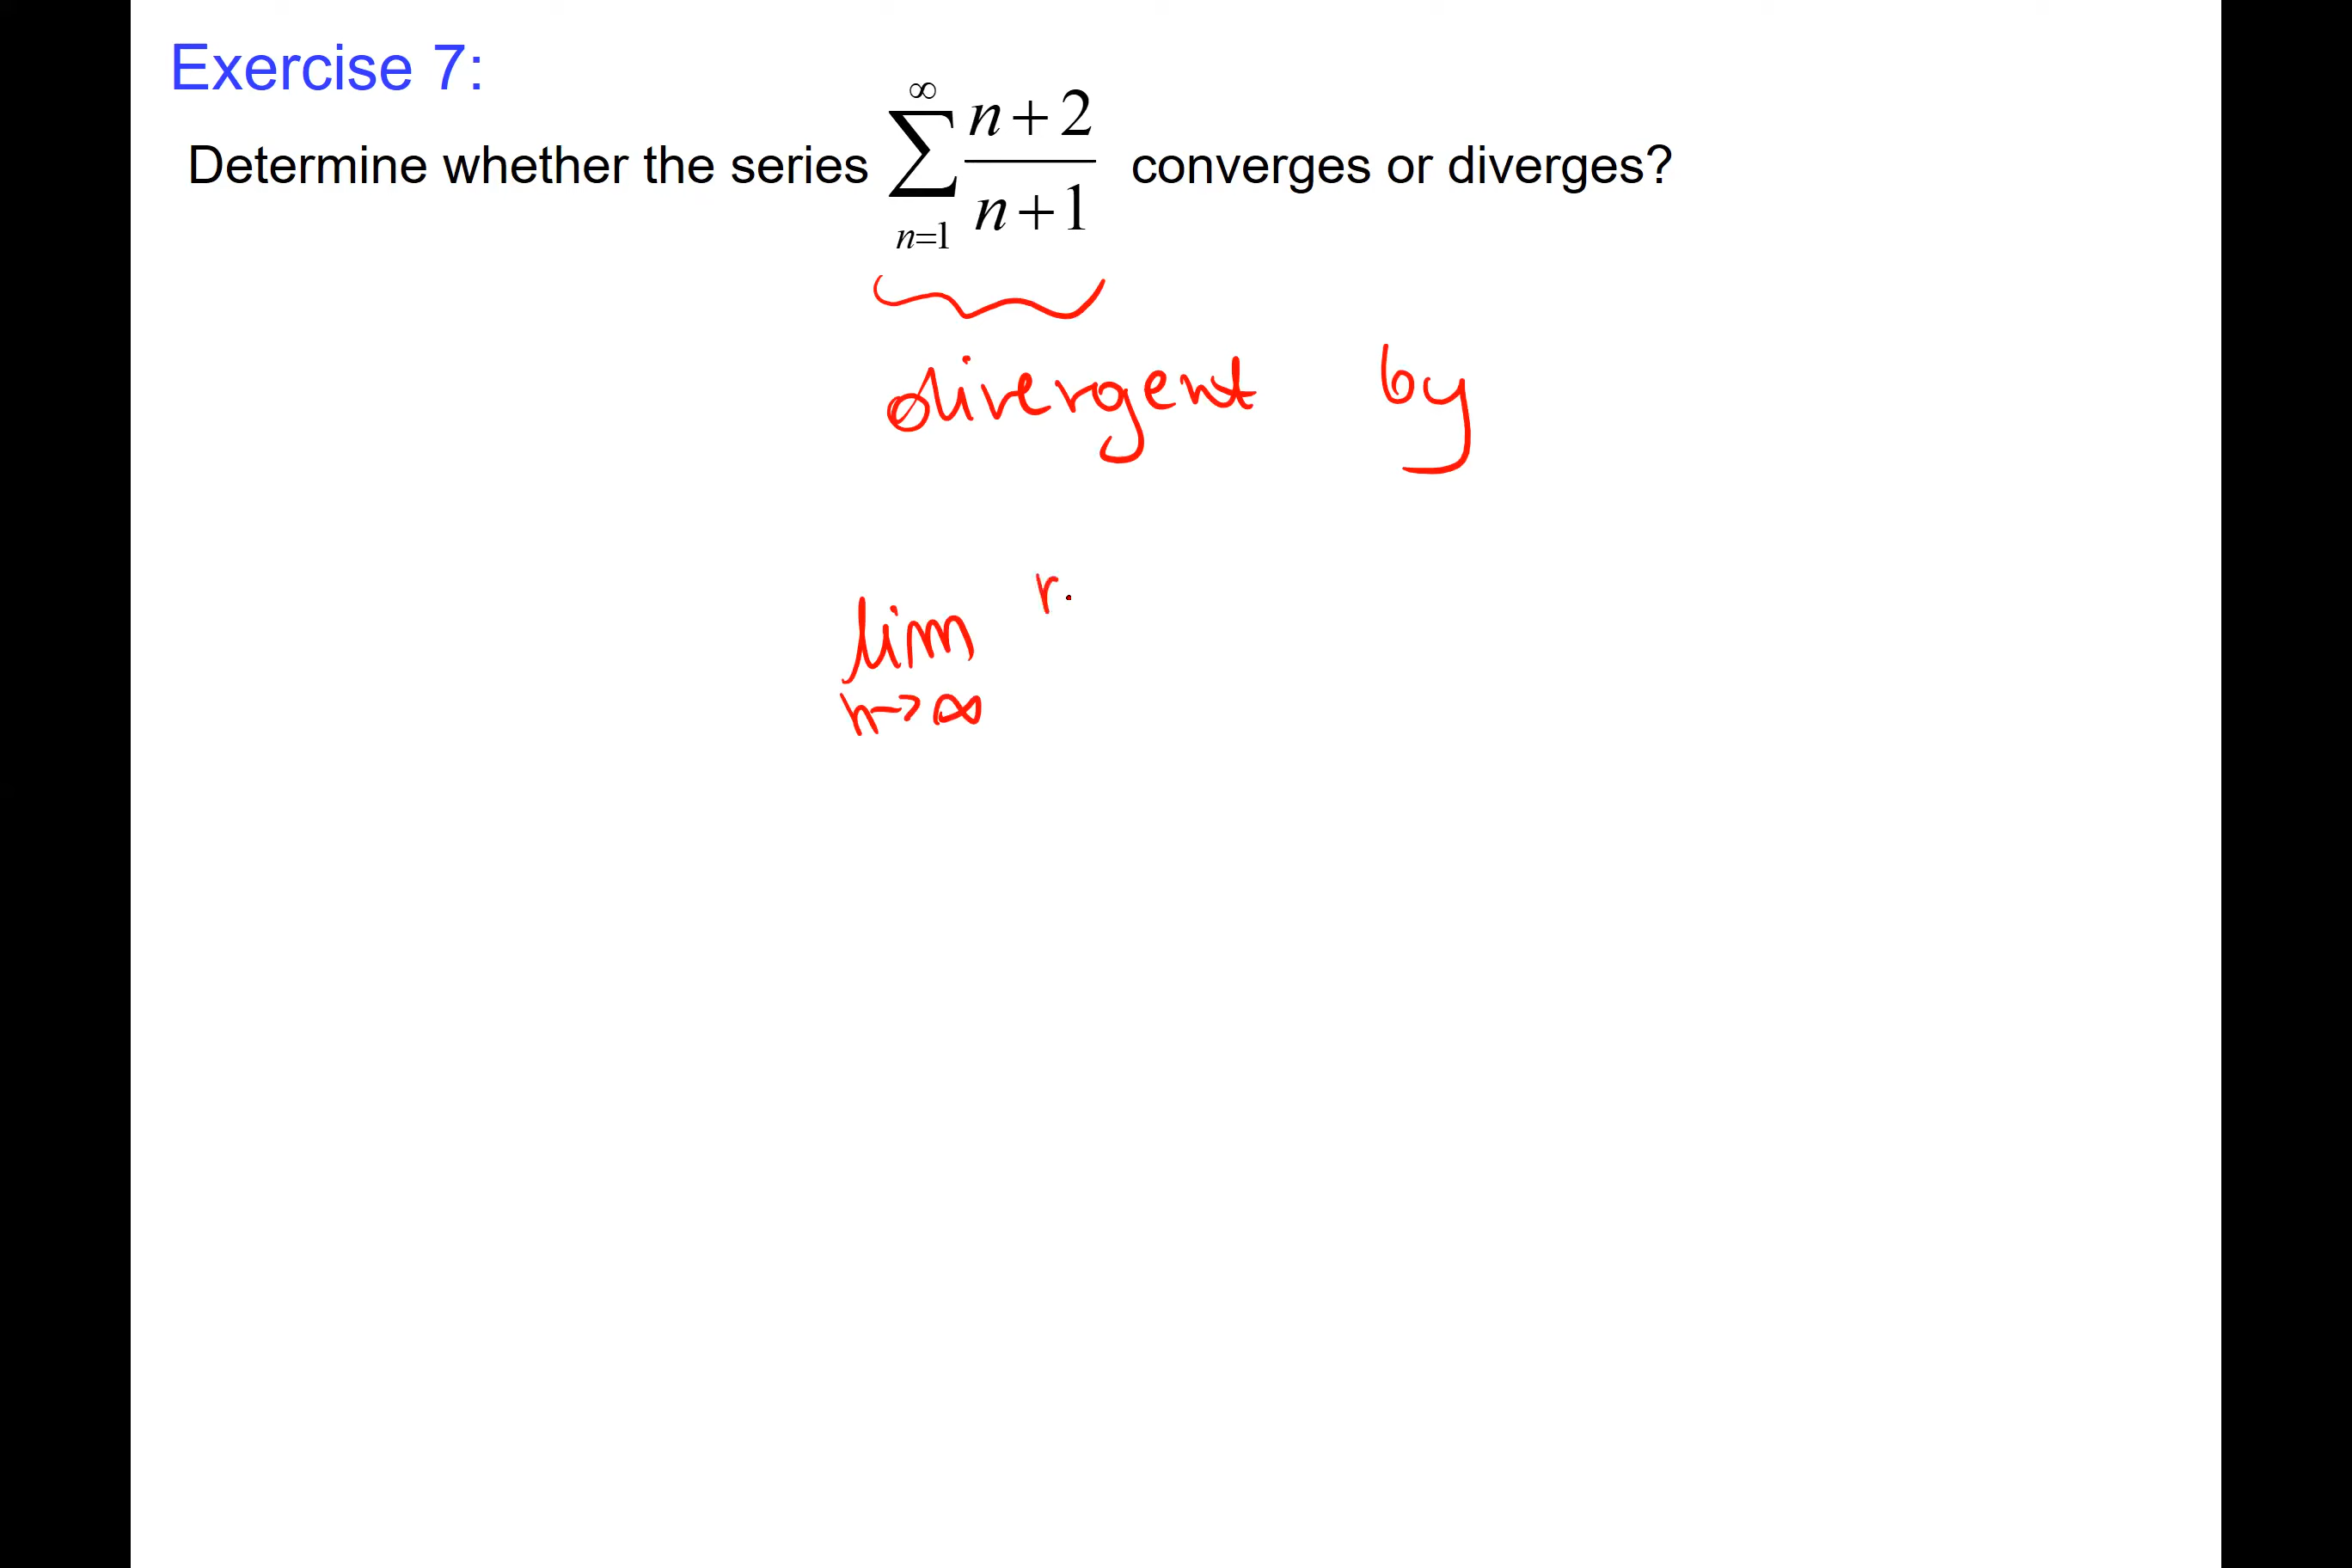 Exercise 7:
Determine whether the series ∑_{n=1}^{∞} (n+2)/(n+1) converges or diverges?
divergent by
lim
n→∞